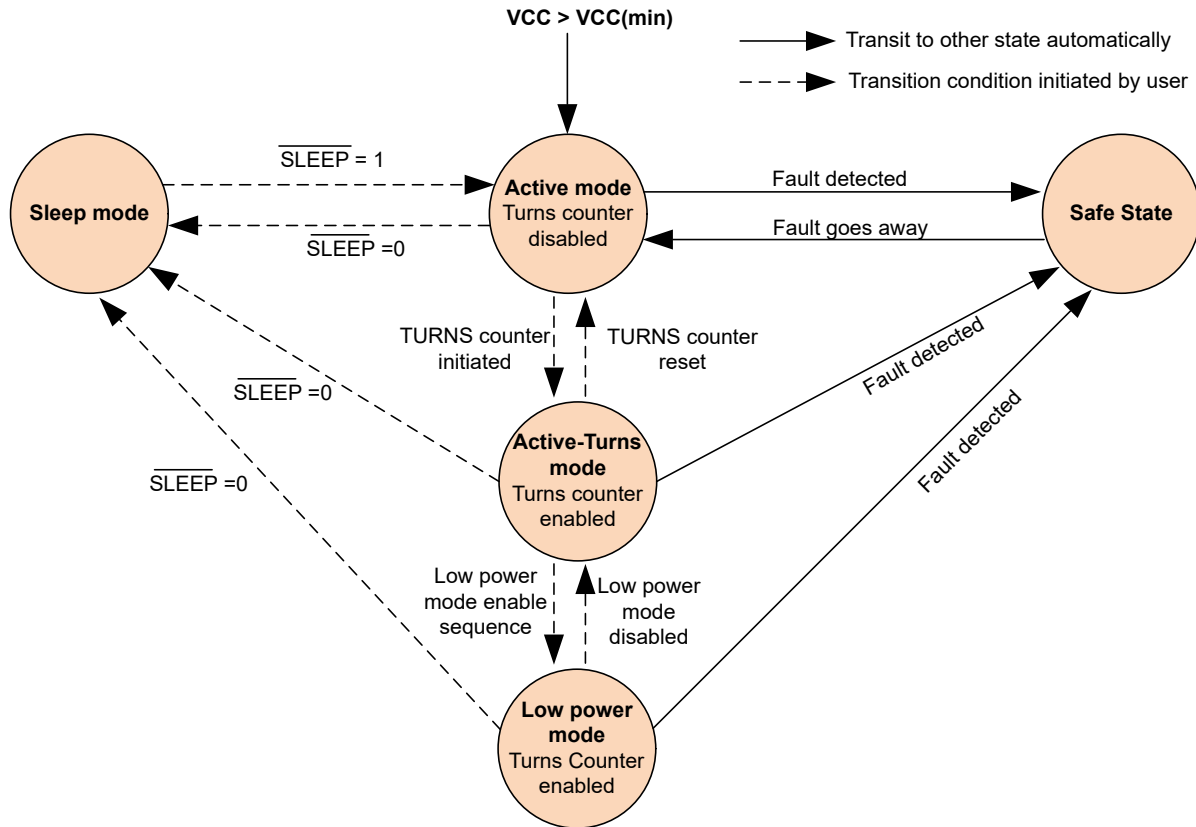 VCC > VCC(min)
Transit to other state automatically
Transition condition initiated by user
SLEEP = 1
Sleep mode
SLEEP =0
Active mode
Turns counter
disabled
Fault detected
Fault goes away
Safe State
TURNS counter
initiated
TURNS counter
reset
SLEEP =0
Fault detected
Active-Turns
mode
Turns counter
enabled
SLEEP =0
Fault detected
Low power
mode enable
sequence
Low power
mode
disabled
Low power
mode
Turns Counter
enabled